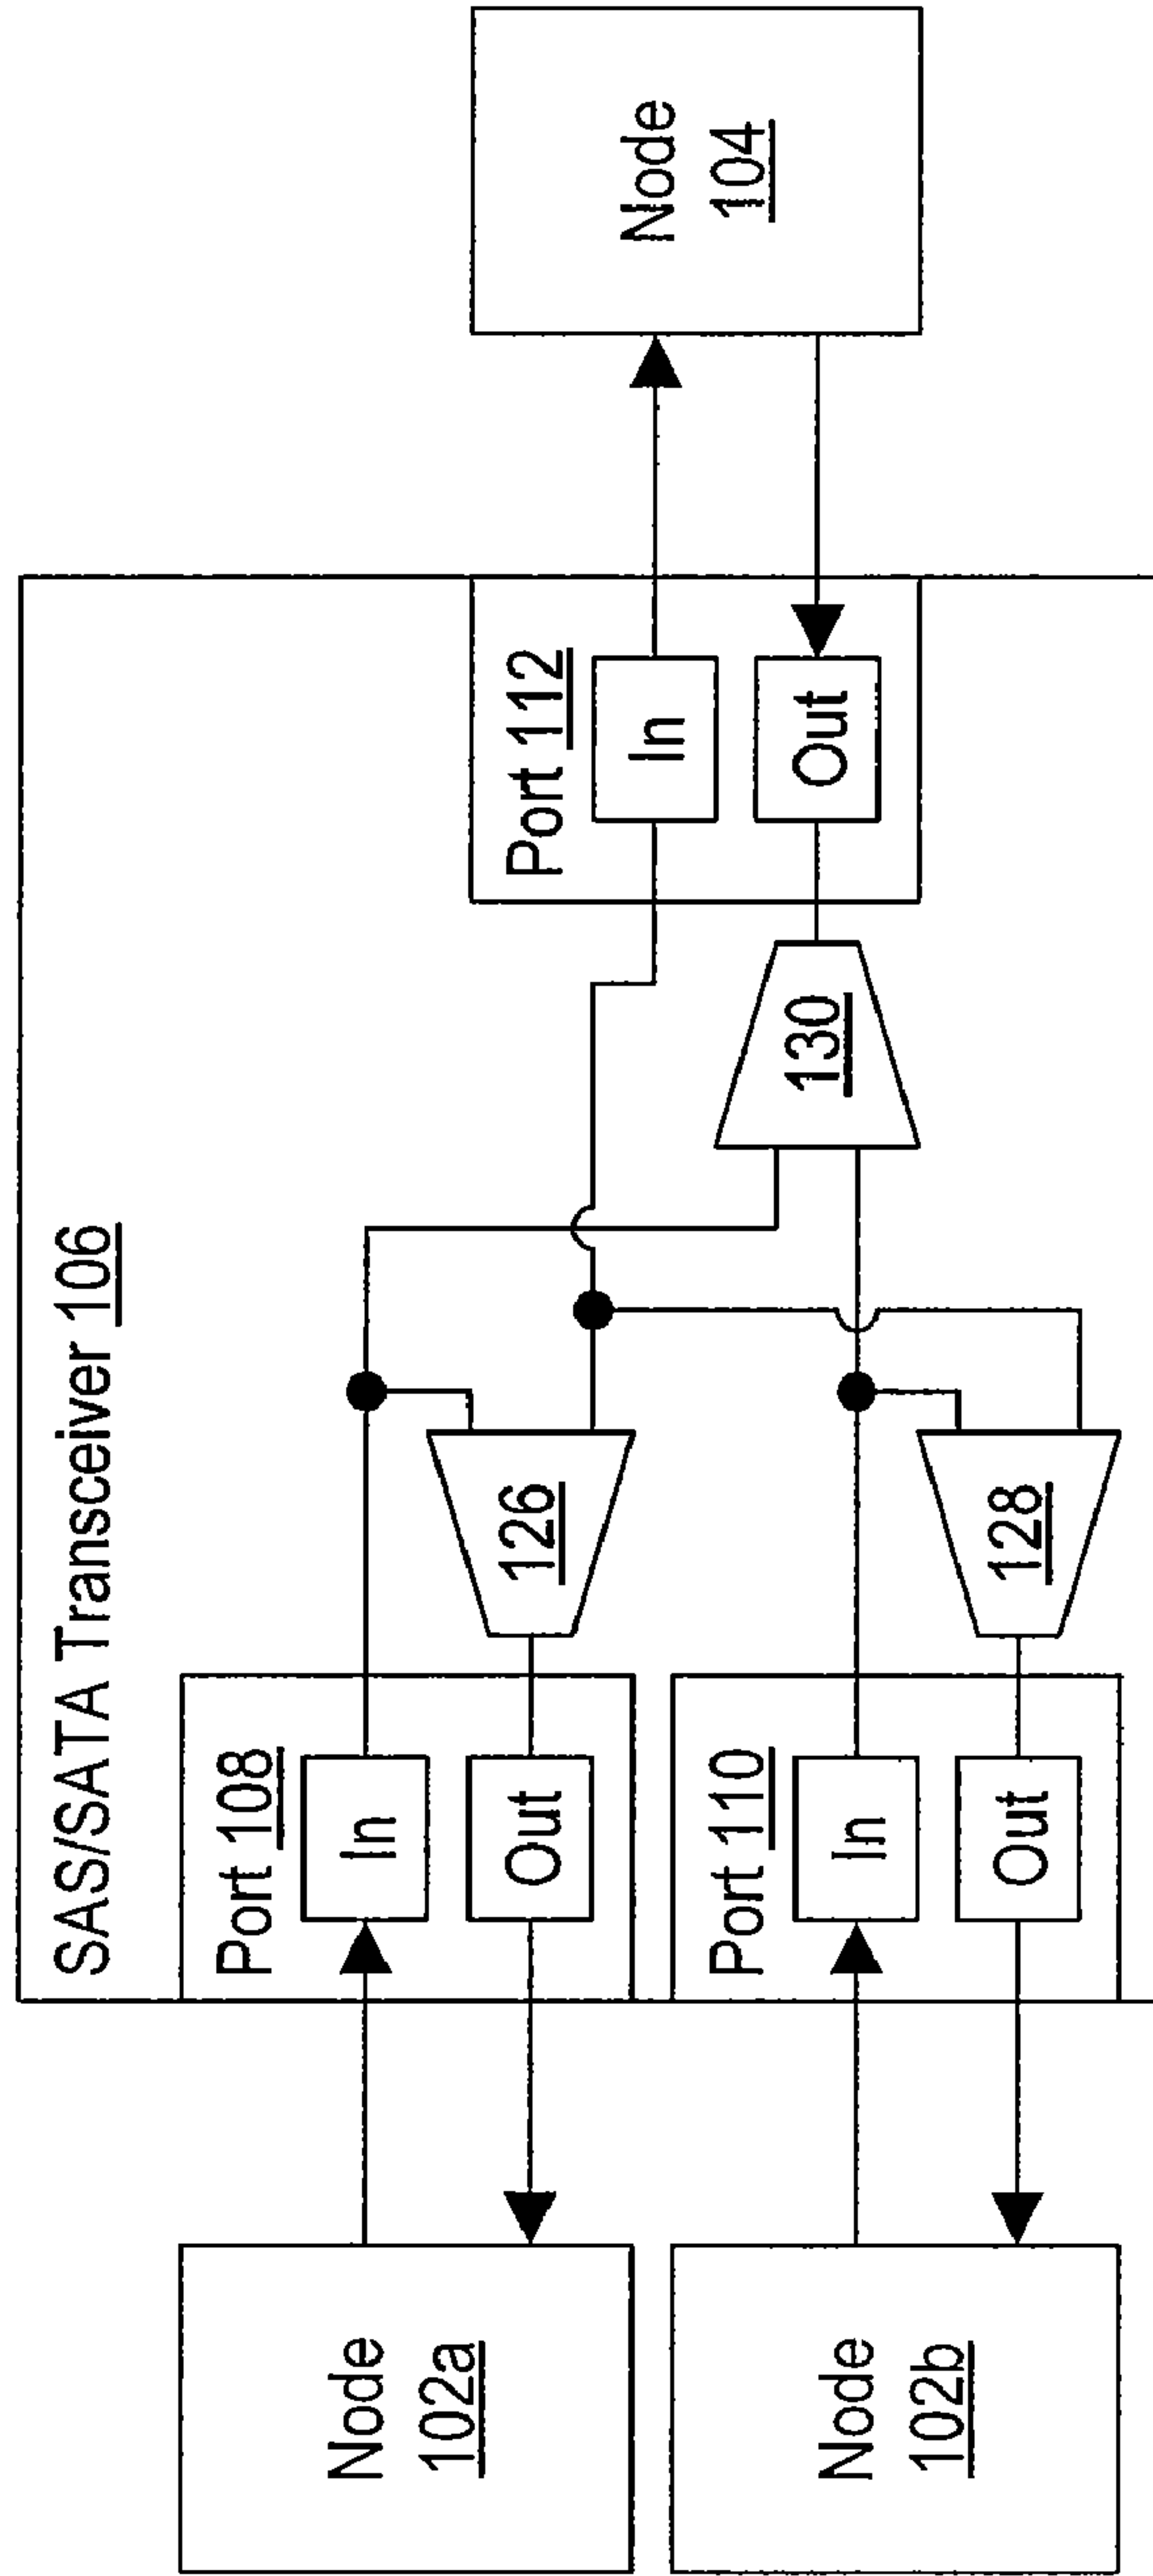 SAS/SATA Transceiver 106
Node
102a
Port 108
In
Out
126
Node
102b
Port 110
In
Out
128
130
Port 112
In
Out
Node
104